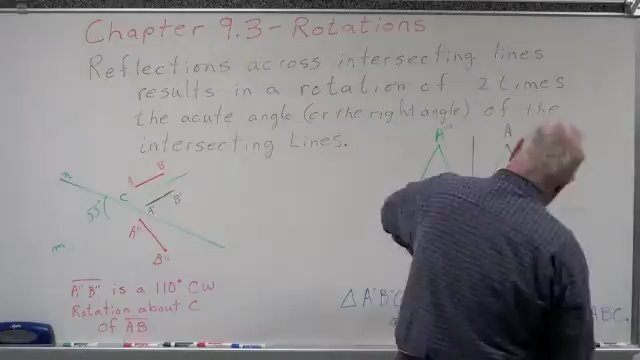 Chapter 9.3 - Rotations
Reflections across intersecting lines
results in a rotation of 2 times
the acute angle (or the right angle) of the
intersecting Lines.
m
C
55°
m
A
B
A'
B'
A"
B"
A"B" is a 110° CW
Rotation about C
of AB
A"
A
△A"B"C
ABC.